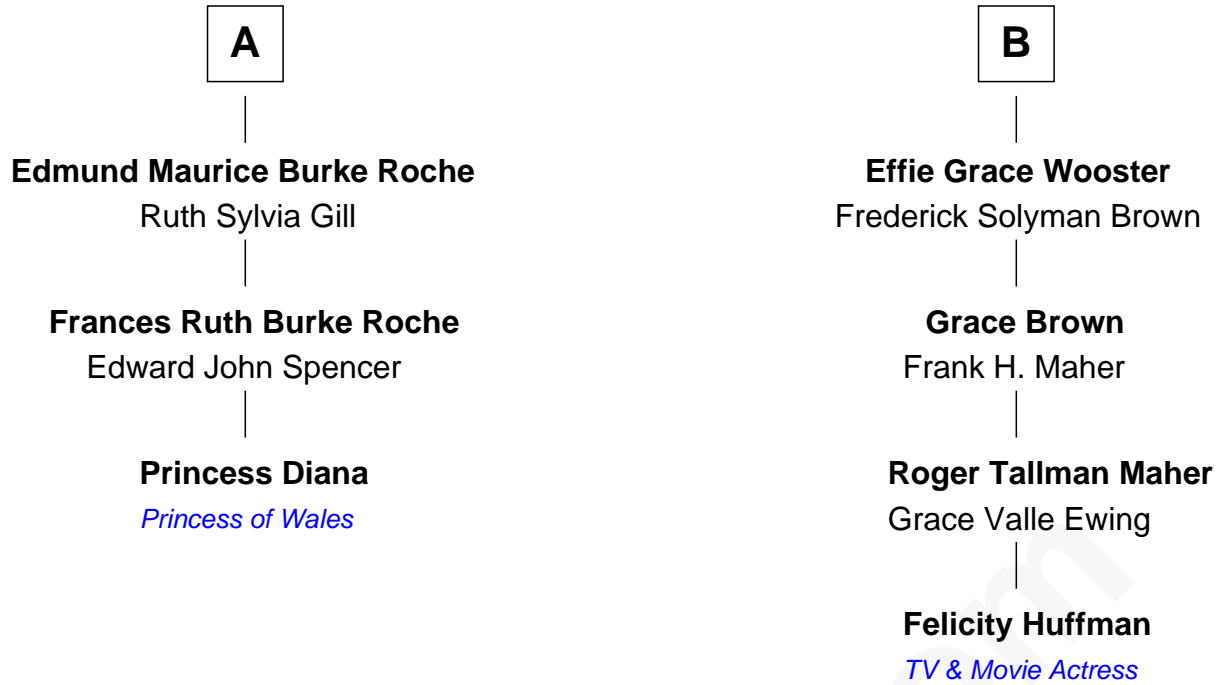 A
Edmund Maurice Burke Roche
Ruth Sylvia Gill
Frances Ruth Burke Roche
Edward John Spencer
Princess Diana
Princess of Wales
B
Effie Grace Wooster
Frederick Solyman Brown
Grace Brown
Frank H. Maher
Roger Tallman Maher
Grace Valle Ewing
Felicity Huffman
TV & Movie Actress